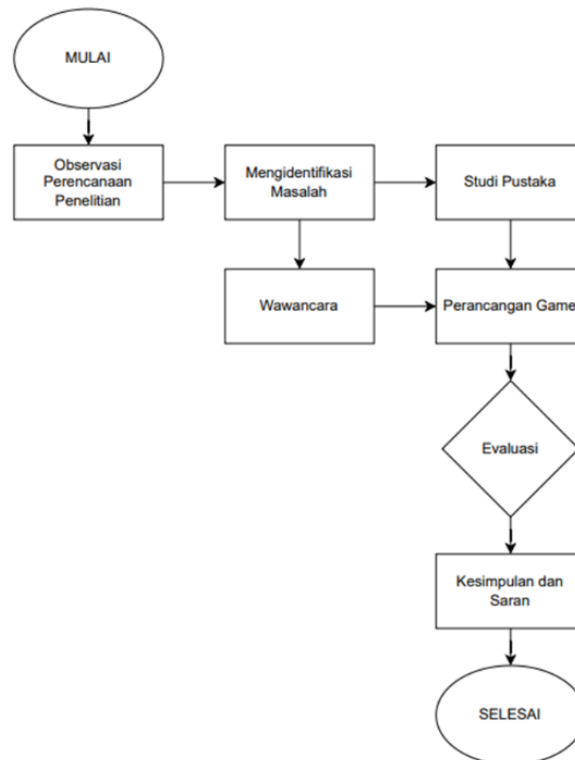 MULAI
Observasi
Perencanaan
Penelitian
Mengidentifikasi
Masalah
Studi Pustaka
Wawancara
Perancangan Game
Evaluasi
Kesimpulan dan
Saran
SELESAI